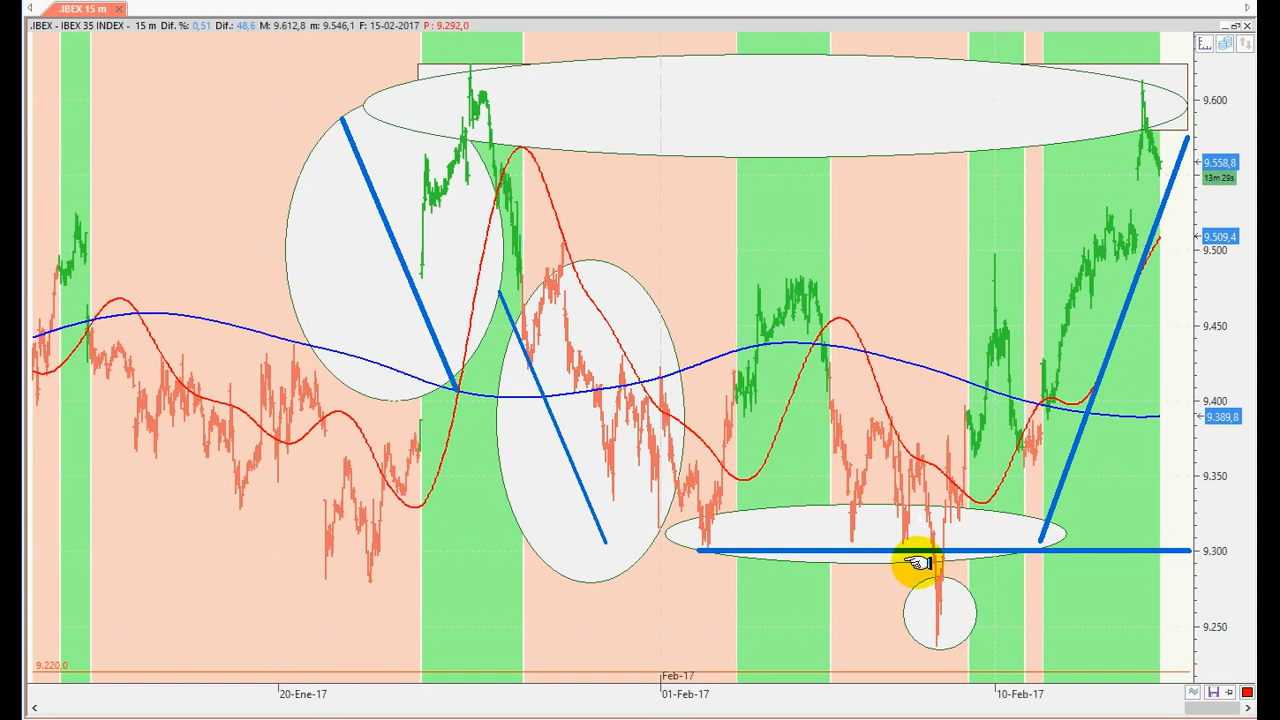 .IBEX 15 m
.IBEX - IBEX 35 INDEX - 15 m Dif. %: 0,51 Dif.: 48,6 M: 9.612,8 m: 9.546,1 F: 15-02-2017 P : 9.292,0
9.600
9.558,8
13m 29s
9.500
9.509,4
9.450
9.400
9.389,8
9.350
9.300
9.250
9.220,0
Feb-17
20-Ene-17
01-Feb-17
10-Feb-17